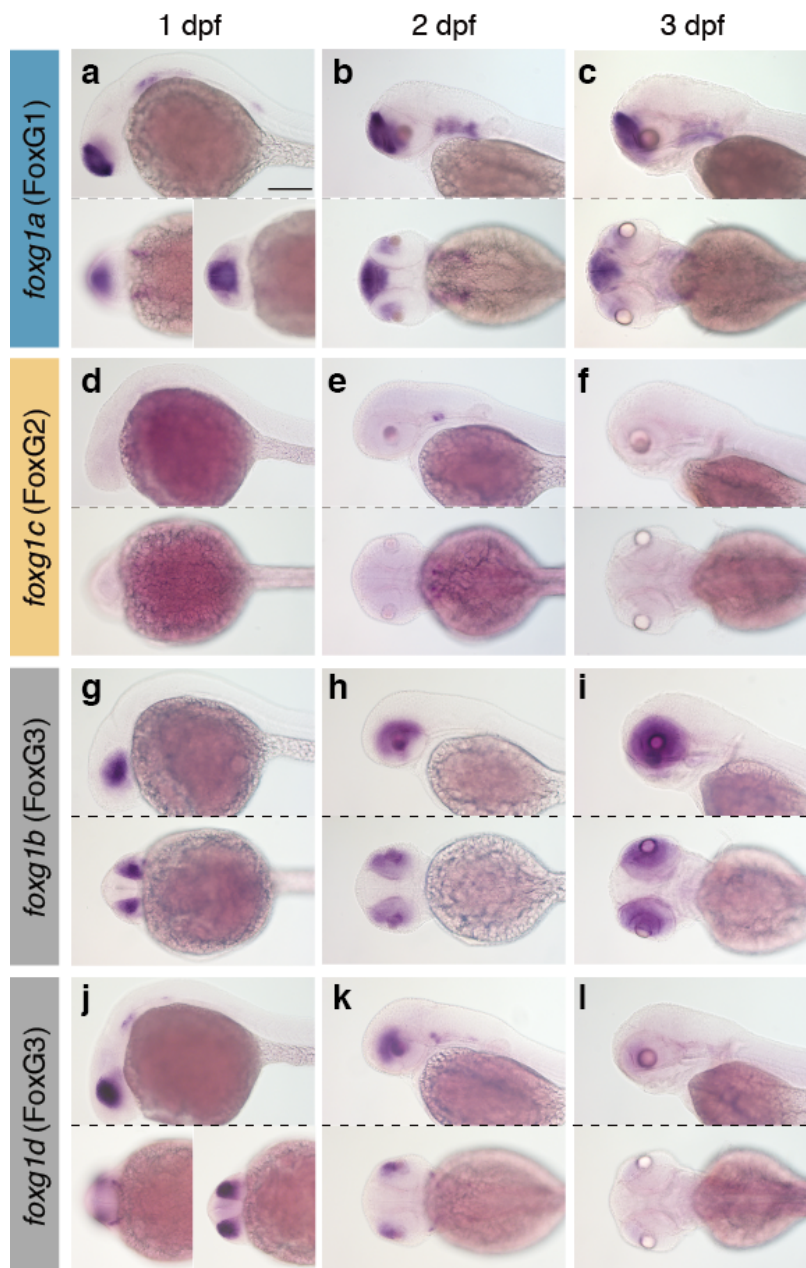 1 dpf 2 dpf 3 dpf
foxg1a (FoxG1)
a b c
foxg1c (FoxG2)
d e f
foxg1b (FoxG3)
g h i
foxg1d (FoxG3)
j k l